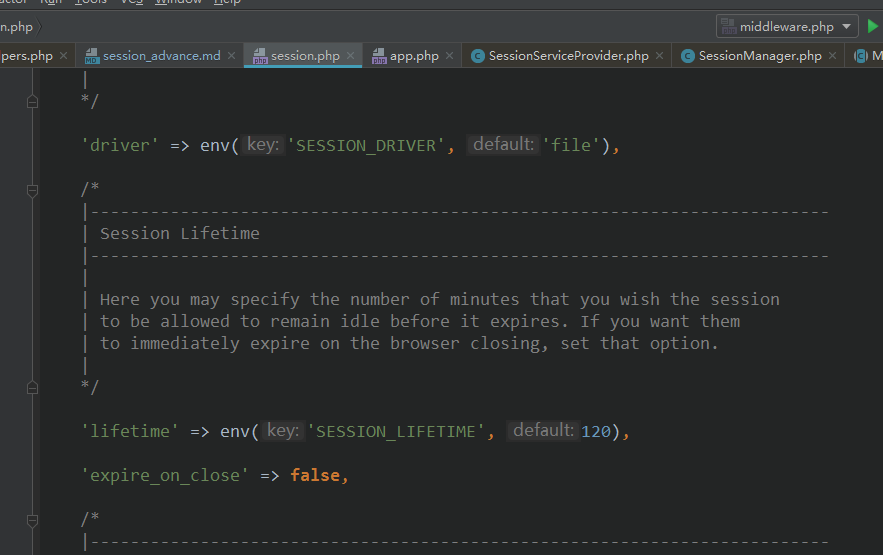 actor Run Tools VCS Window Help
n.php
middleware.php
pers.php
session_advance.md
session.php
app.php
SessionServiceProvider.php
SessionManager.php
M
|
*/
'driver' => env( key: 'SESSION_DRIVER', default: 'file'),
/*
|--------------------------------------------------------------------------
| Session Lifetime
|--------------------------------------------------------------------------
|
| Here you may specify the number of minutes that you wish the session
| to be allowed to remain idle before it expires. If you want them
| to immediately expire on the browser closing, set that option.
|
*/
'lifetime' => env( key: 'SESSION_LIFETIME', default: 120),
'expire_on_close' => false,
/*
|--------------------------------------------------------------------------